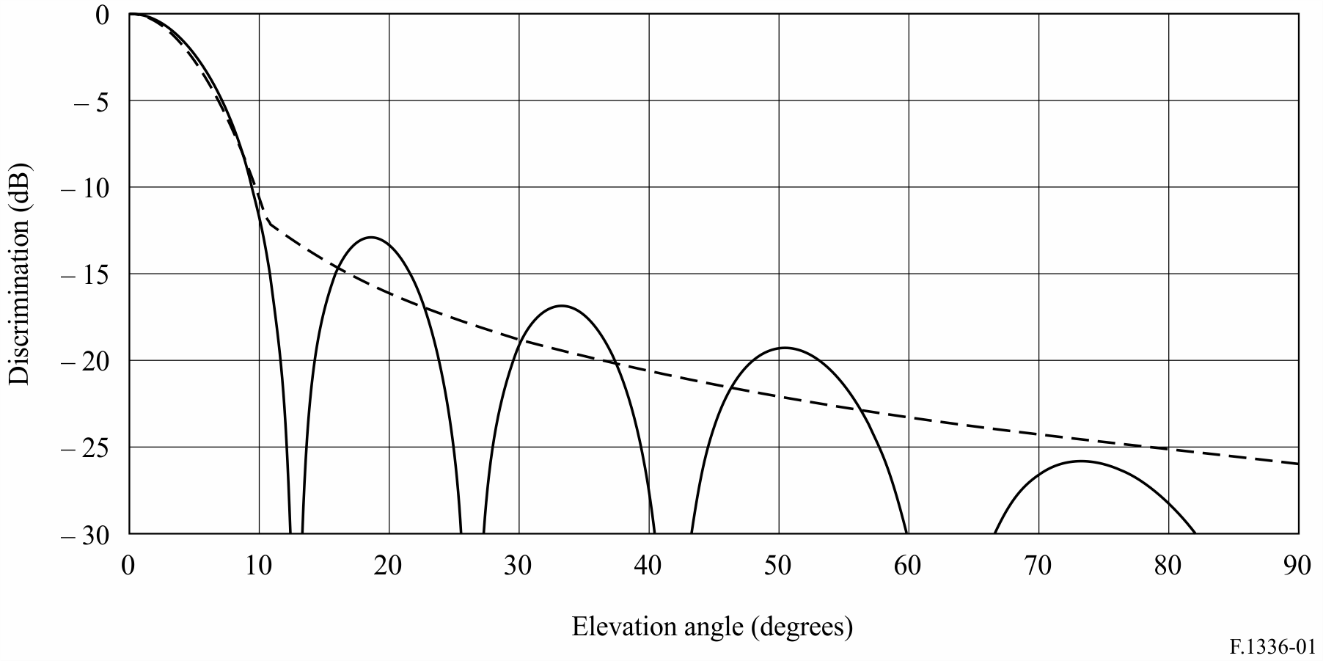 0
– 5
– 10
– 15
– 20
– 25
– 30
Discrimination (dB)
0 10 20 30 40 50 60 70 80 90
Elevation angle (degrees)
F.1336-01